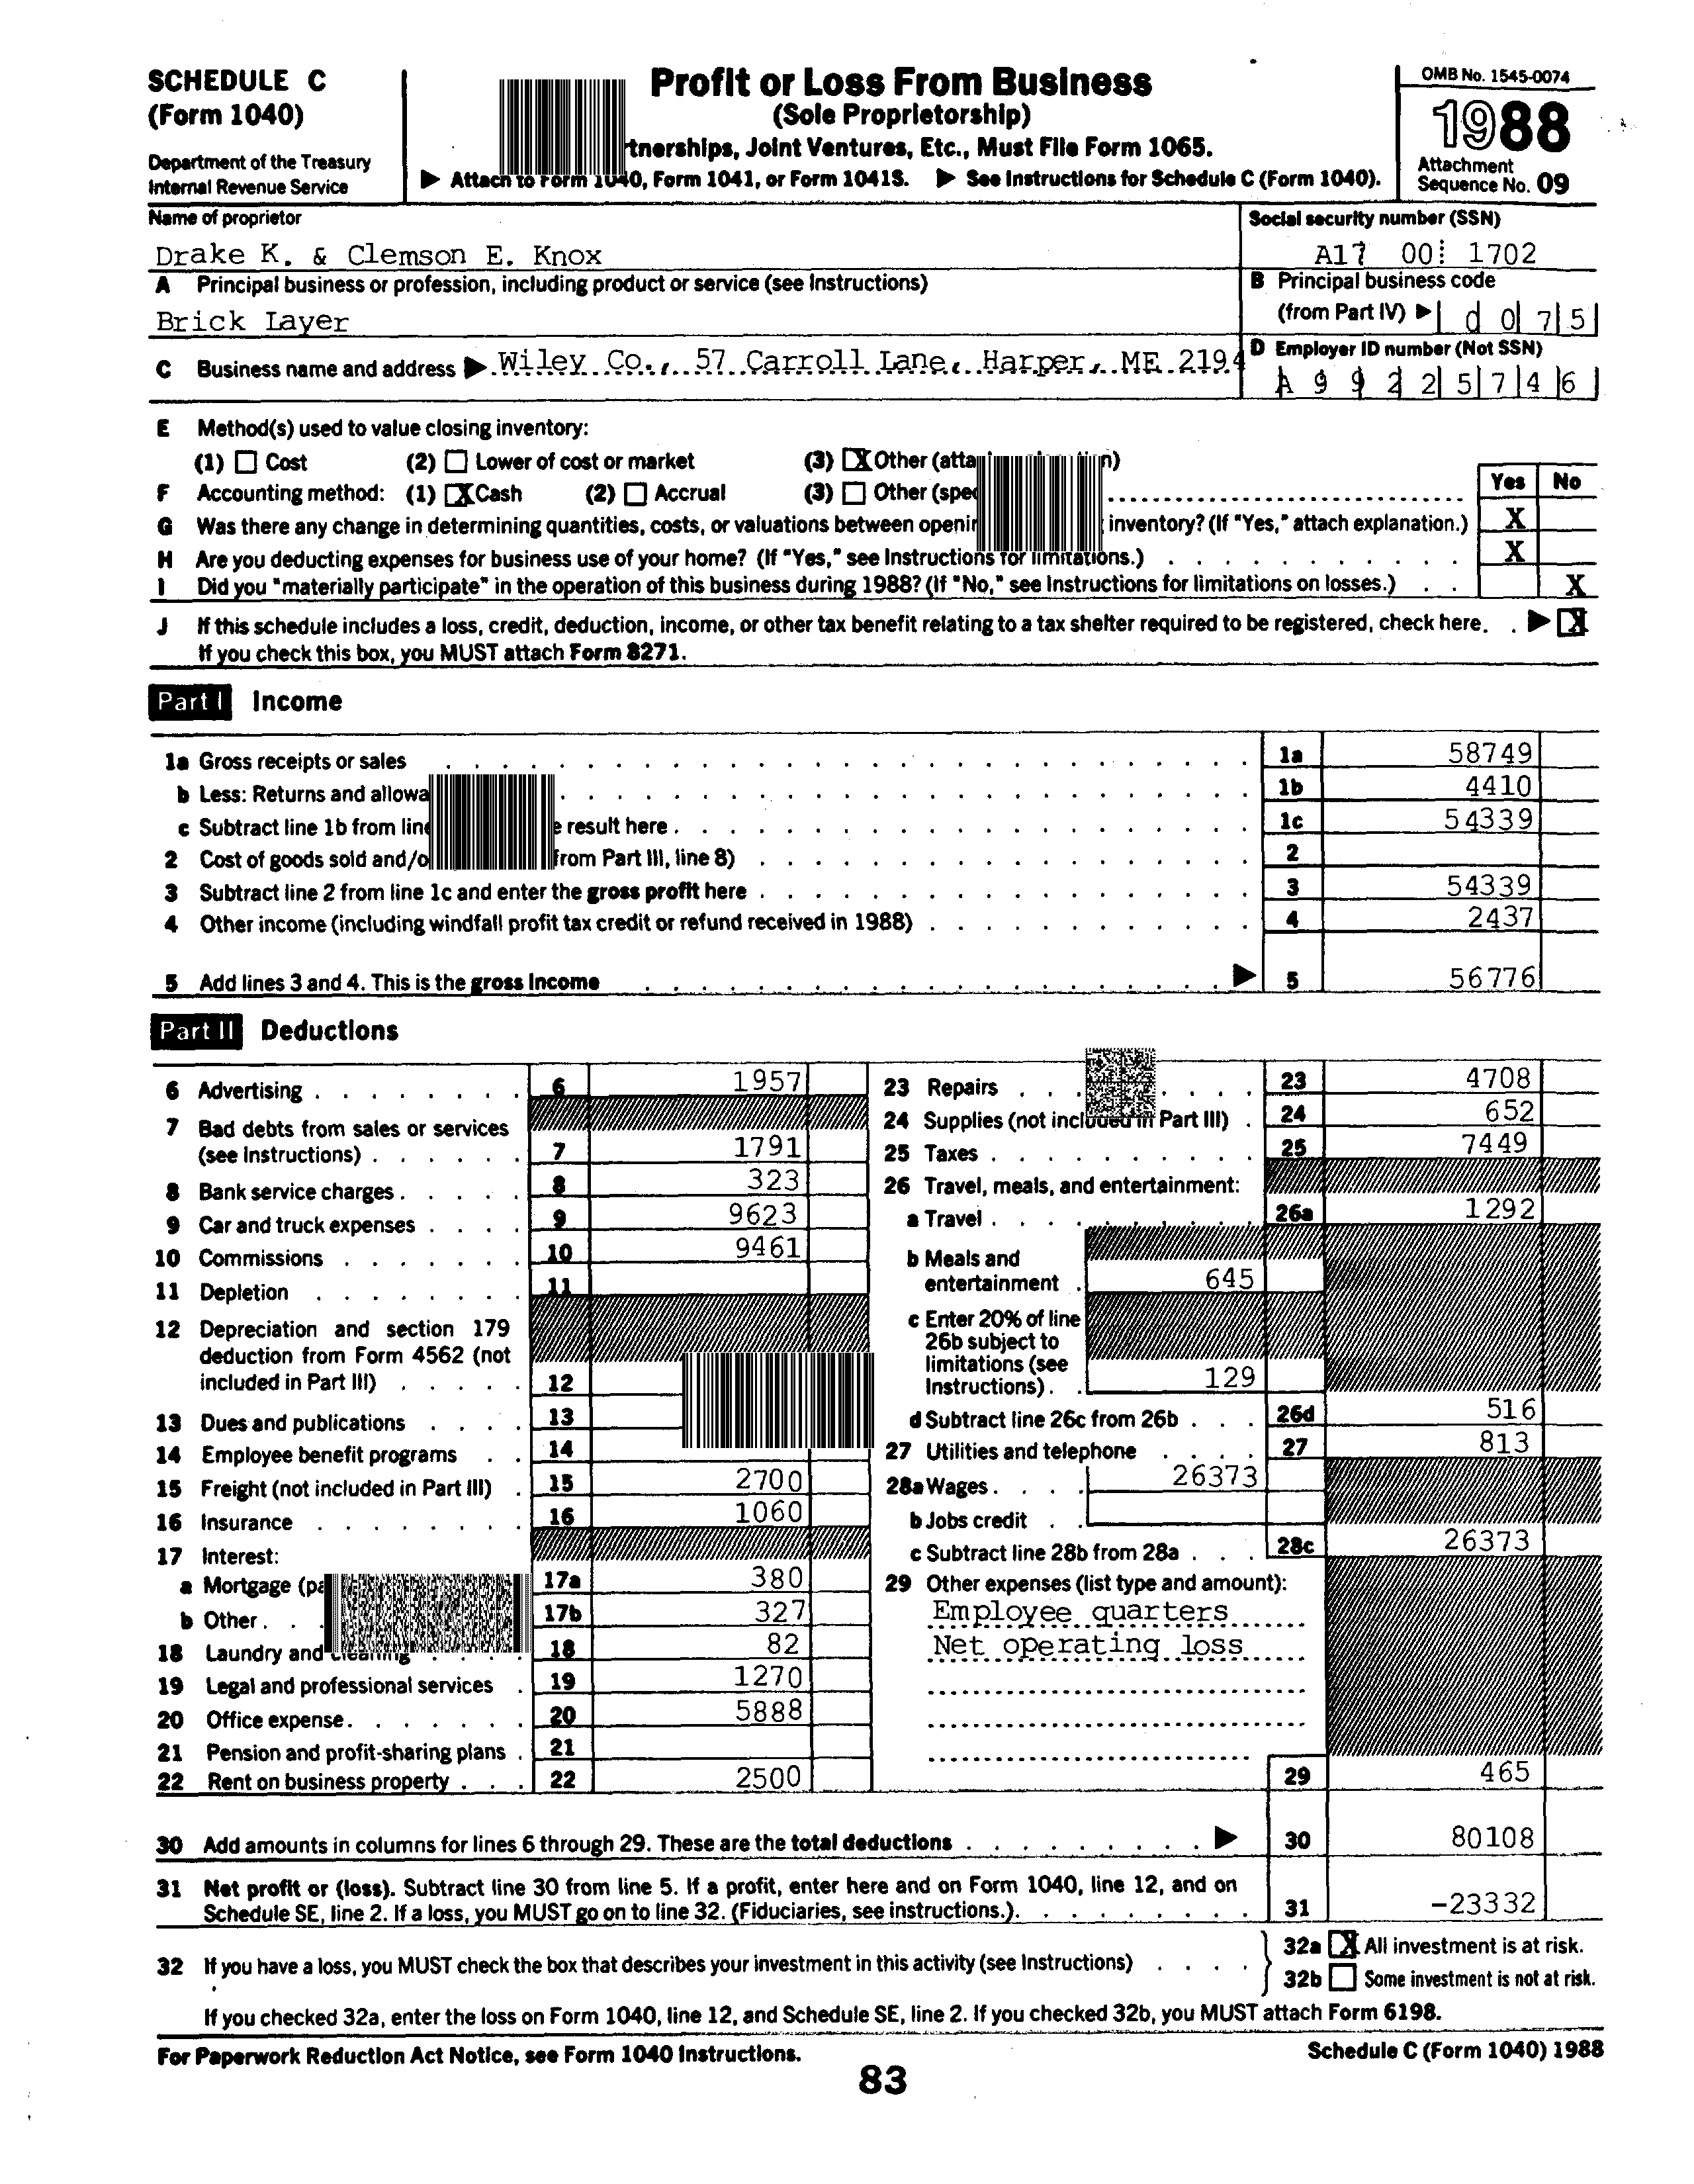 SCHEDULE C
(Form 1040)
Department of the Treasury
Internal Revenue Service
Profit or Loss From Business
(Sole Proprietorship)
tnerships, Joint Ventures, Etc., Must File Form 1065.
▶ Attach to Form 1040, Form 1041, or Form 1041S. ▶ See Instructions for Schedule C (Form 1040).
OMB No. 1545-0074
1988
Attachment
Sequence No. 09
Name of proprietor
Drake K. & Clemson E. Knox
Social security number (SSN)
A17 00 1702
A Principal business or profession, including product or service (see Instructions)
Brick Layer
B Principal business code
(from Part IV) ▶ d 0 7 5
C Business name and address ▶ Wiley Co., 57 Carroll Lane, Harper, ME 2194
D Employer ID number (Not SSN)
A 9 9 2 2 5 7 4 6
E Method(s) used to value closing inventory:
(1) ☐ Cost (2) ☐ Lower of cost or market (3) ☒ Other (atta n)
F Accounting method: (1) ☒ Cash (2) ☐ Accrual (3) ☐ Other (spec
Yes No
G Was there any change in determining quantities, costs, or valuations between openin inventory? (If "Yes," attach explanation.) X
H Are you deducting expenses for business use of your home? (If "Yes," see Instructions for limitations.) X
I Did you "materially participate" in the operation of this business during 1988? (If "No," see Instructions for limitations on losses.) X
J If this schedule includes a loss, credit, deduction, income, or other tax benefit relating to a tax shelter required to be registered, check here. ▶ ☒
If you check this box, you MUST attach Form 8271.
Part I Income
1a Gross receipts or sales 1a 58749
b Less: Returns and allowa 1b 4410
c Subtract line 1b from line e result here 1c 54339
2 Cost of goods sold and/o from Part III, line 8) 2
3 Subtract line 2 from line 1c and enter the gross profit here 3 54339
4 Other income (including windfall profit tax credit or refund received in 1988) 4 2437
5 Add lines 3 and 4. This is the gross income ▶ 5 56776
Part II Deductions
6 Advertising 6 1957
7 Bad debts from sales or services
(see Instructions) 7 1791
8 Bank service charges 8 323
9 Car and truck expenses 9 9623
10 Commissions 10 9461
11 Depletion 11
12 Depreciation and section 179
deduction from Form 4562 (not
included in Part III) 12
13 Dues and publications 13
14 Employee benefit programs 14
15 Freight (not included in Part III) 15 2700
16 Insurance 16 1060
17 Interest:
a Mortgage (pa 17a 380
b Other 17b 327
18 Laundry and cleaning 18 82
19 Legal and professional services 19 1270
20 Office expense 20 5888
21 Pension and profit-sharing plans 21
22 Rent on business property 22 2500
23 Repairs 23 4708
24 Supplies (not included in Part III) 24 652
25 Taxes 25 7449
26 Travel, meals, and entertainment:
a Travel 26a 1292
b Meals and
entertainment 645
c Enter 20% of line
26b subject to
limitations (see
Instructions) 129
d Subtract line 26c from 26b 26d 516
27 Utilities and telephone 27 813
28a Wages 26373
b Jobs credit
c Subtract line 28b from 28a 28c 26373
29 Other expenses (list type and amount):
Employee quarters
Net operating loss
29 465
30 Add amounts in columns for lines 6 through 29. These are the total deductions ▶ 30 80108
31 Net profit or (loss). Subtract line 30 from line 5. If a profit, enter here and on Form 1040, line 12, and on
Schedule SE, line 2. If a loss, you MUST go on to line 32. (Fiduciaries, see instructions.) 31 -23332
32 If you have a loss, you MUST check the box that describes your investment in this activity (see Instructions)
32a ☒ All investment is at risk.
32b ☐ Some investment is not at risk.
If you checked 32a, enter the loss on Form 1040, line 12, and Schedule SE, line 2. If you checked 32b, you MUST attach Form 6198.
For Paperwork Reduction Act Notice, see Form 1040 Instructions.
Schedule C (Form 1040) 1988
83